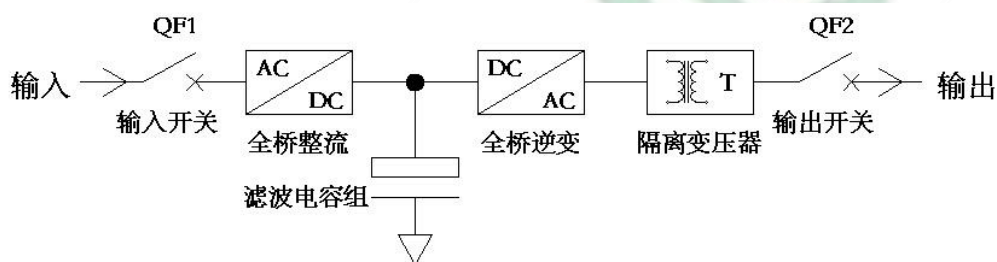 QF1
QF2
输入
AC
DC
DC
AC
T
输出
输入开关
全桥整流
全桥逆变
隔离变压器
输出开关
滤波电容组